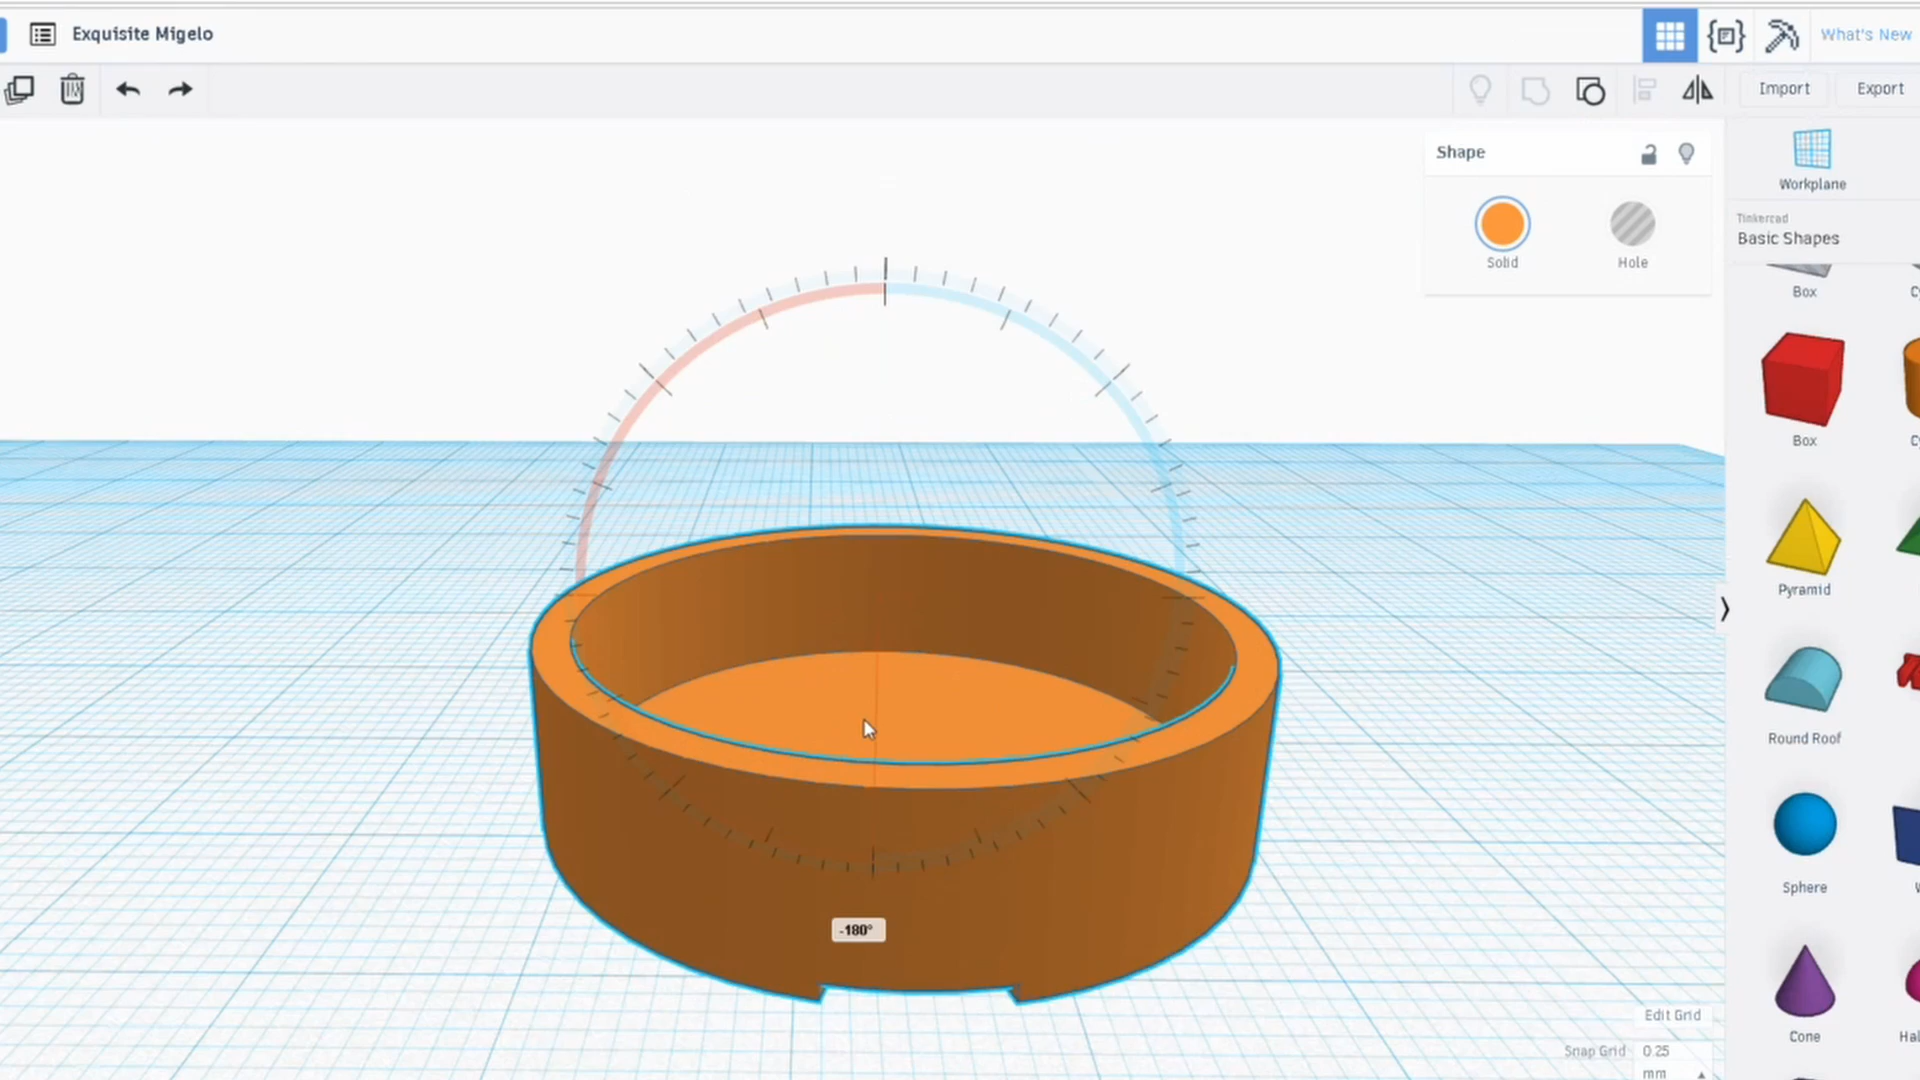 Exquisite Migelo
What's New
Import
Export
Shape
Solid
Hole
Workplane
Tinkercad
Basic Shapes
Box
Box
Pyramid
Round Roof
Sphere
Cone
-180°
Edit Grid
Snap Grid 0.25
mm